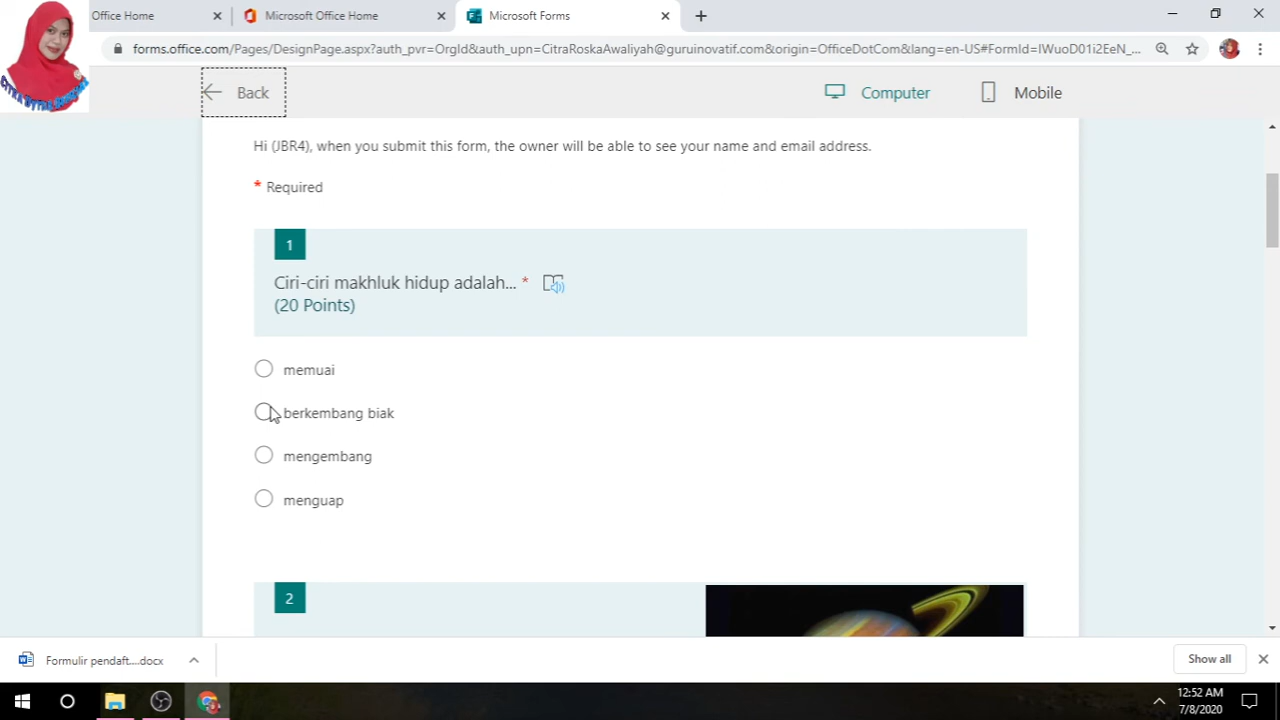 Office Home
Microsoft Office Home
Microsoft Forms
forms.office.com/Pages/DesignPage.aspx?auth_pvr=OrgId&auth_upn=CitraRoskaAwaliyah@guruinovatif.com&origin=OfficeDotCom&lang=en-US#FormId=IWuoD01i2EeN_...
Back
Computer
Mobile
Hi (JBR4), when you submit this form, the owner will be able to see your name and email address.
* Required
1
Ciri-ciri makhluk hidup adalah... *
(20 Points)
memuai
berkembang biak
mengembang
menguap
2
Formulir pendaft....docx
Show all
12:52 AM
7/8/2020